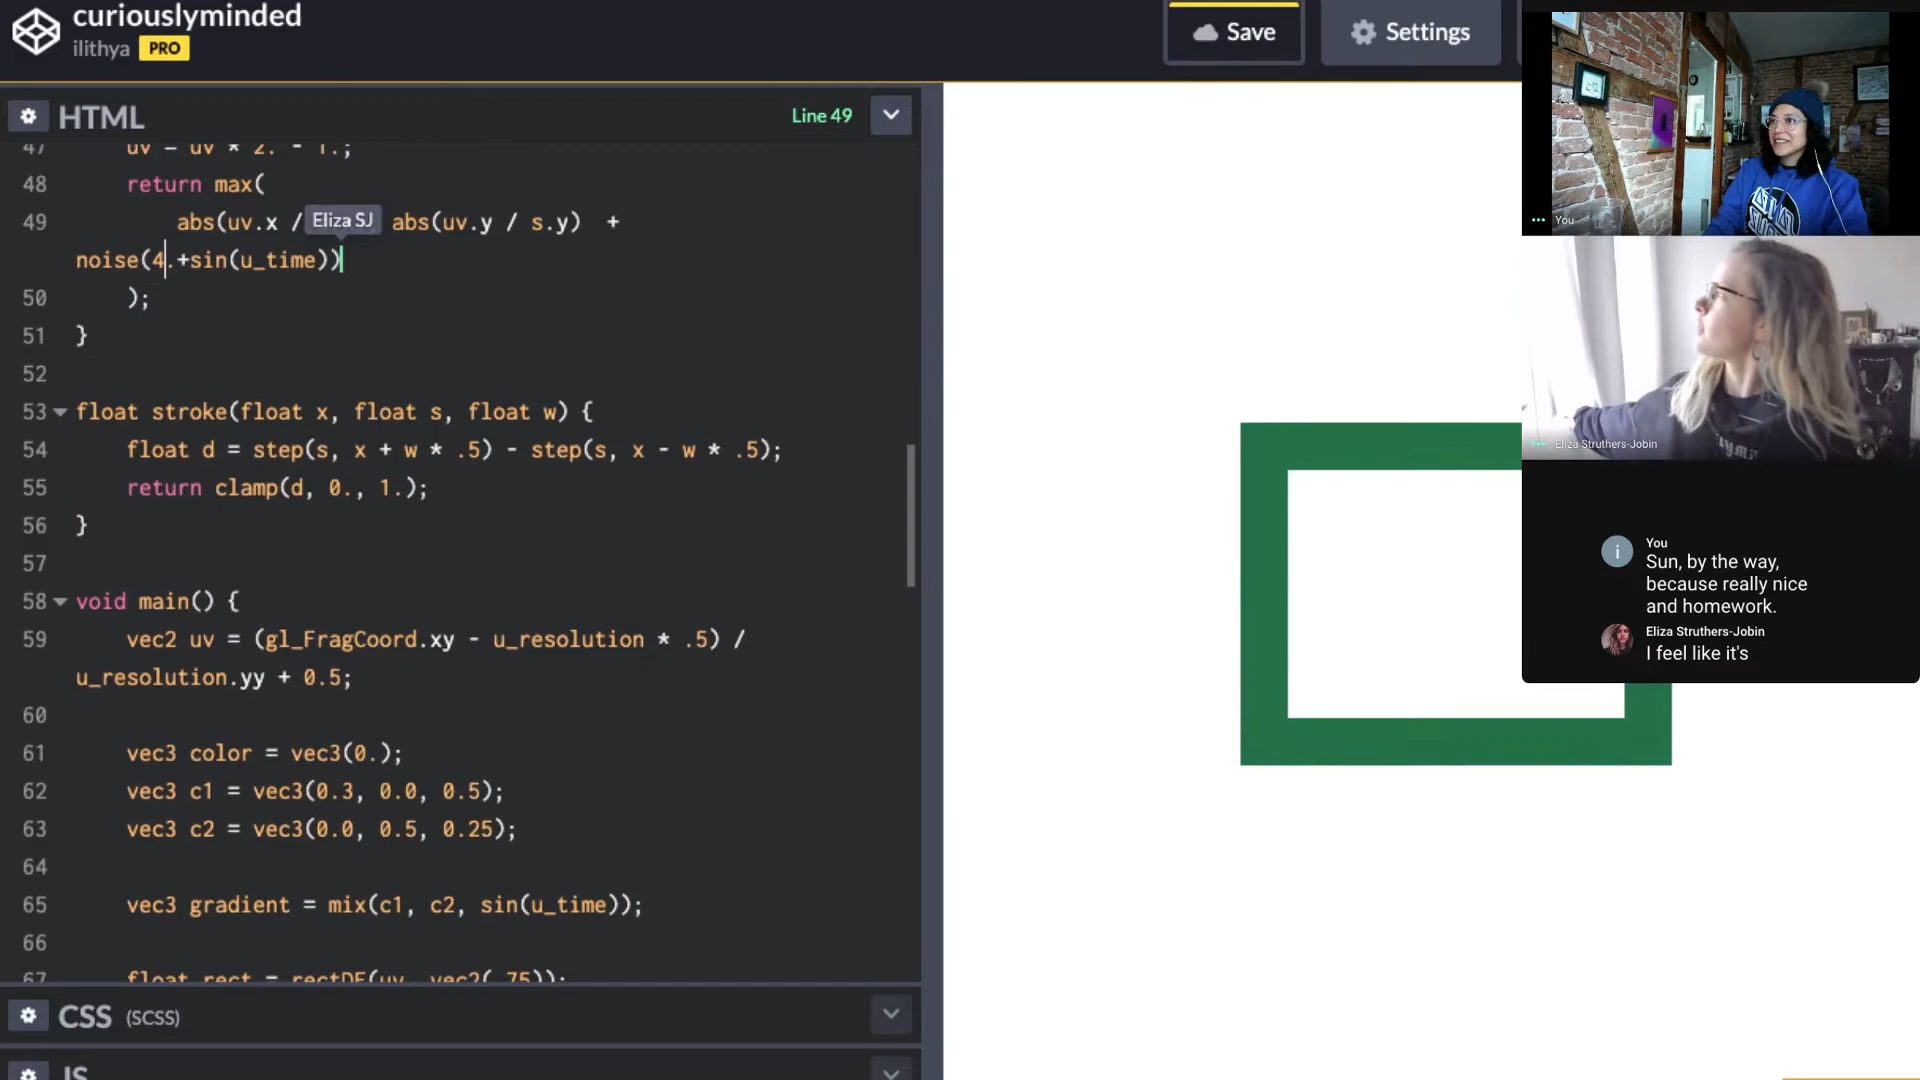 curiouslyminded
ilithya PRO
Save
Settings
HTML
Line 49
47 uv = uv * 2. - 1.;
48 return max(
49 abs(uv.x / Eliza SJ abs(uv.y / s.y) +
noise(4.+sin(u_time))
50 );
51 }
52
53 float stroke(float x, float s, float w) {
54 float d = step(s, x + w * .5) - step(s, x - w * .5);
55 return clamp(d, 0., 1.);
56 }
57
58 void main() {
59 vec2 uv = (gl_FragCoord.xy - u_resolution * .5) /
u_resolution.yy + 0.5;
60
61 vec3 color = vec3(0.);
62 vec3 c1 = vec3(0.3, 0.0, 0.5);
63 vec3 c2 = vec3(0.0, 0.5, 0.25);
64
65 vec3 gradient = mix(c1, c2, sin(u_time));
66
67 float rect = rectDF(uv, vec2(.75));
CSS (SCSS)
JS
You
Eliza Struthers-Jobin
i
You
Sun, by the way,
because really nice
and homework.
Eliza Struthers-Jobin
I feel like it's